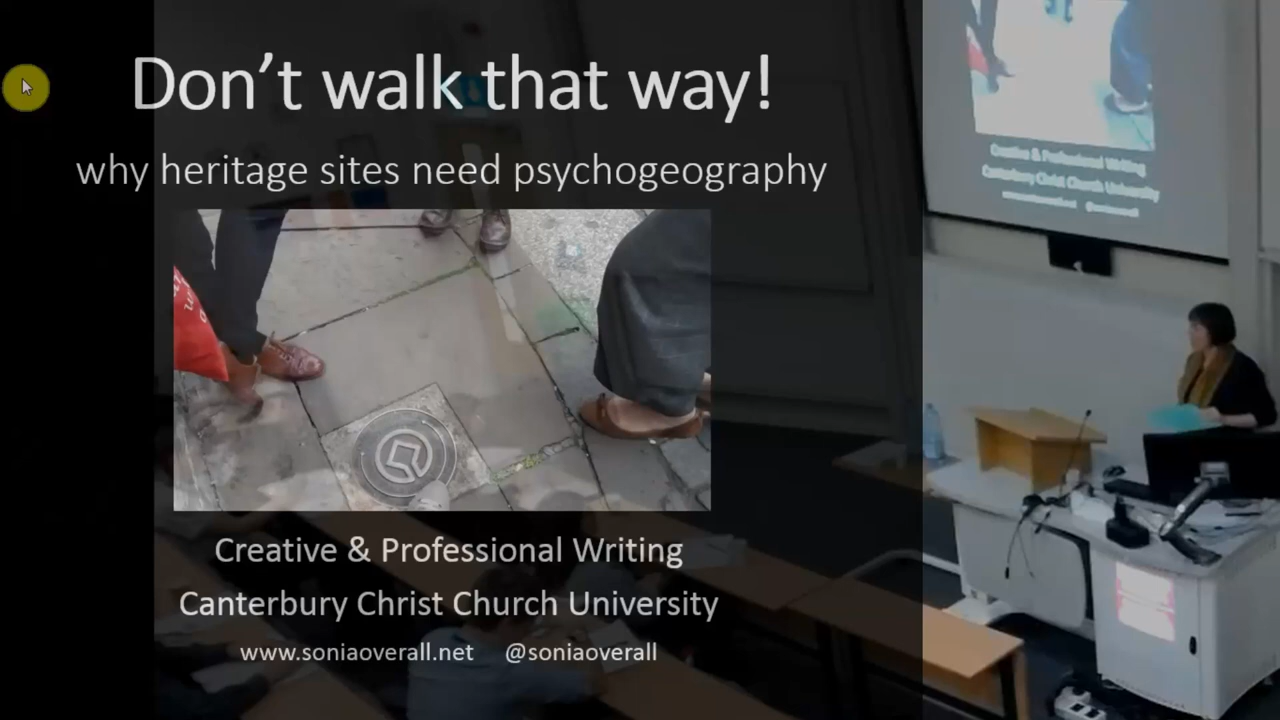 Don't walk that way!
why heritage sites need psychogeography
Creative & Professional Writing
Canterbury Christ Church University
www.soniaoverall.net @soniaoverall
Creative & Professional Writing
Canterbury Christ Church University